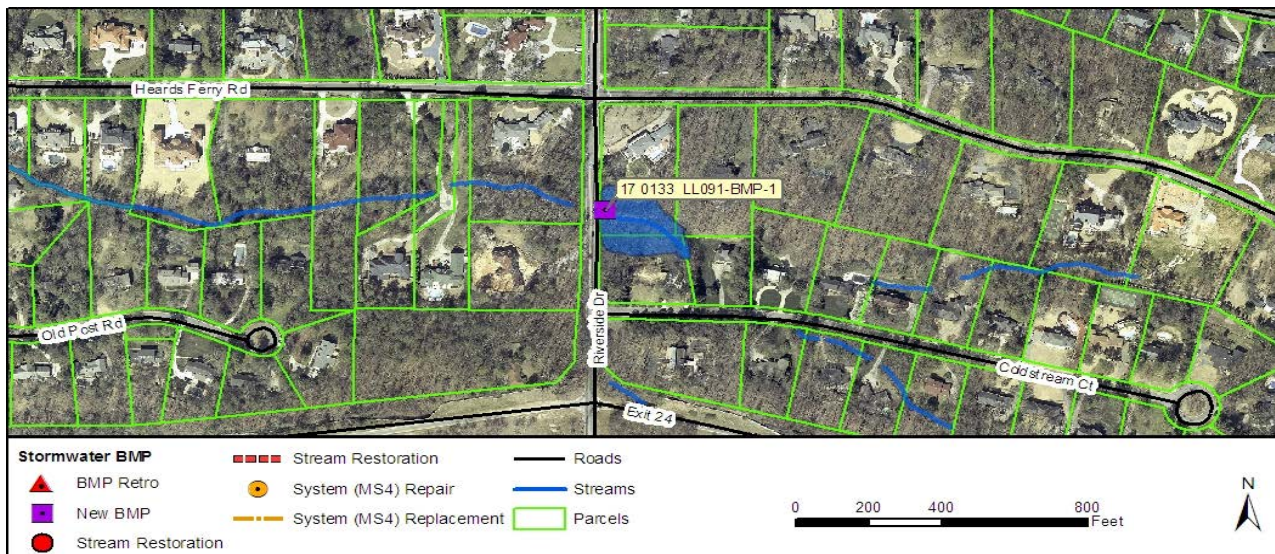 Heards Ferry Rd
17 0133 LL091-BMP-1
Old Post Rd
Riverside Dr
Coldstream Ct
Exit 24
Stormwater BMP
BMP Retro
New BMP
Stream Restoration
Stream Restoration
System (MS4) Repair
System (MS4) Replacement
Roads
Streams
Parcels
0 200 400 800
Feet
N